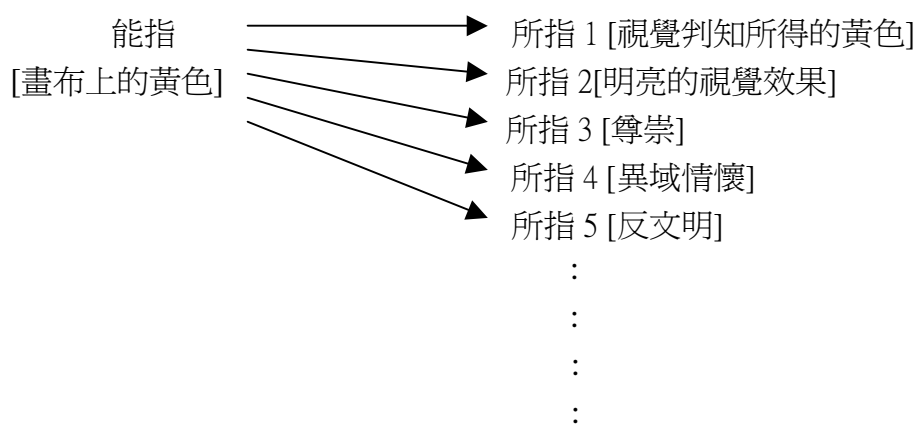 能指 所指 1 [視覺判知所得的黃色]
[畫布上的黃色] 所指 2[明亮的視覺效果]
所指 3 [尊崇]
所指 4 [異域情懷]
所指 5 [反文明]
:
:
:
: